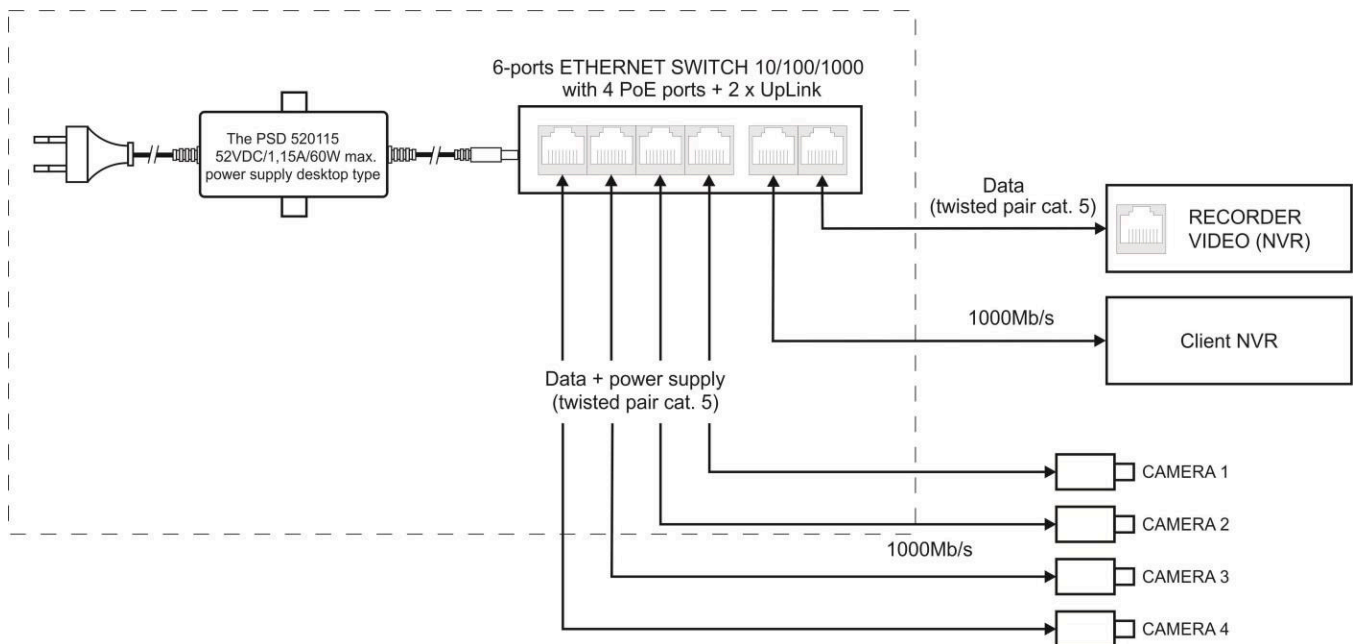 6-ports ETHERNET SWITCH 10/100/1000
with 4 PoE ports + 2 x UpLink
The PSD 520115
52VDC/1,15A/60W max.
power supply desktop type
Data
(twisted pair cat. 5)
RECORDER
VIDEO (NVR)
1000Mb/s
Client NVR
Data + power supply
(twisted pair cat. 5)
CAMERA 1
CAMERA 2
1000Mb/s
CAMERA 3
CAMERA 4